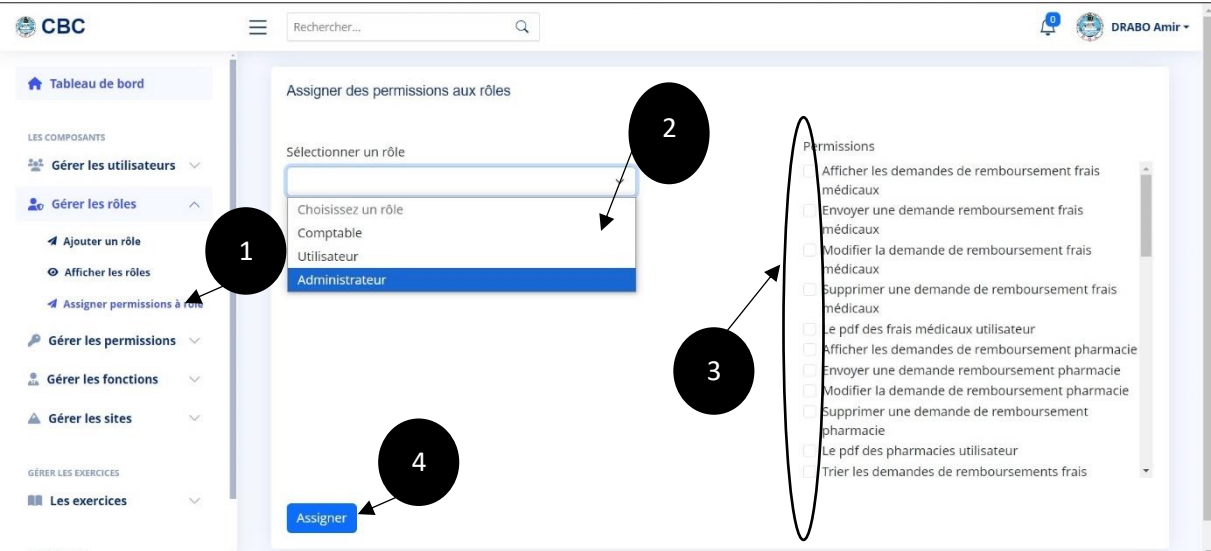 CBC
Rechercher...
0
DRABO Amir
Tableau de bord
LES COMPOSANTS
Gérer les utilisateurs
Gérer les rôles
Ajouter un rôle
Afficher les rôles
Assigner permissions à role
Gérer les permissions
Gérer les fonctions
Gérer les sites
GÉRER LES EXERCICES
Les exercices
1
Assigner des permissions aux rôles
Sélectionner un rôle
Choisissez un rôle
Comptable
Utilisateur
Administrateur
2
4
Assigner
3
Permissions
Afficher les demandes de remboursement frais
médicaux
Envoyer une demande remboursement frais
médicaux
Modifier la demande de remboursement frais
médicaux
Supprimer une demande de remboursement frais
médicaux
Le pdf des frais médicaux utilisateur
Afficher les demandes de remboursement pharmacie
Envoyer une demande remboursement pharmacie
Modifier la demande de remboursement pharmacie
Supprimer une demande de remboursement
pharmacie
Le pdf des pharmacies utilisateur
Trier les demandes de remboursements frais